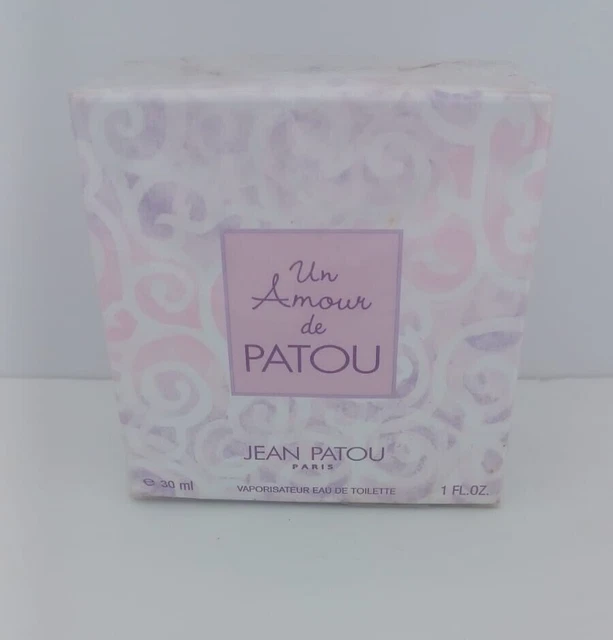 Un
Amour
de
PATOU
JEAN PATOU
PARIS
℮ 30 ml
VAPORISATEUR EAU DE TOILETTE
1 FL.OZ.